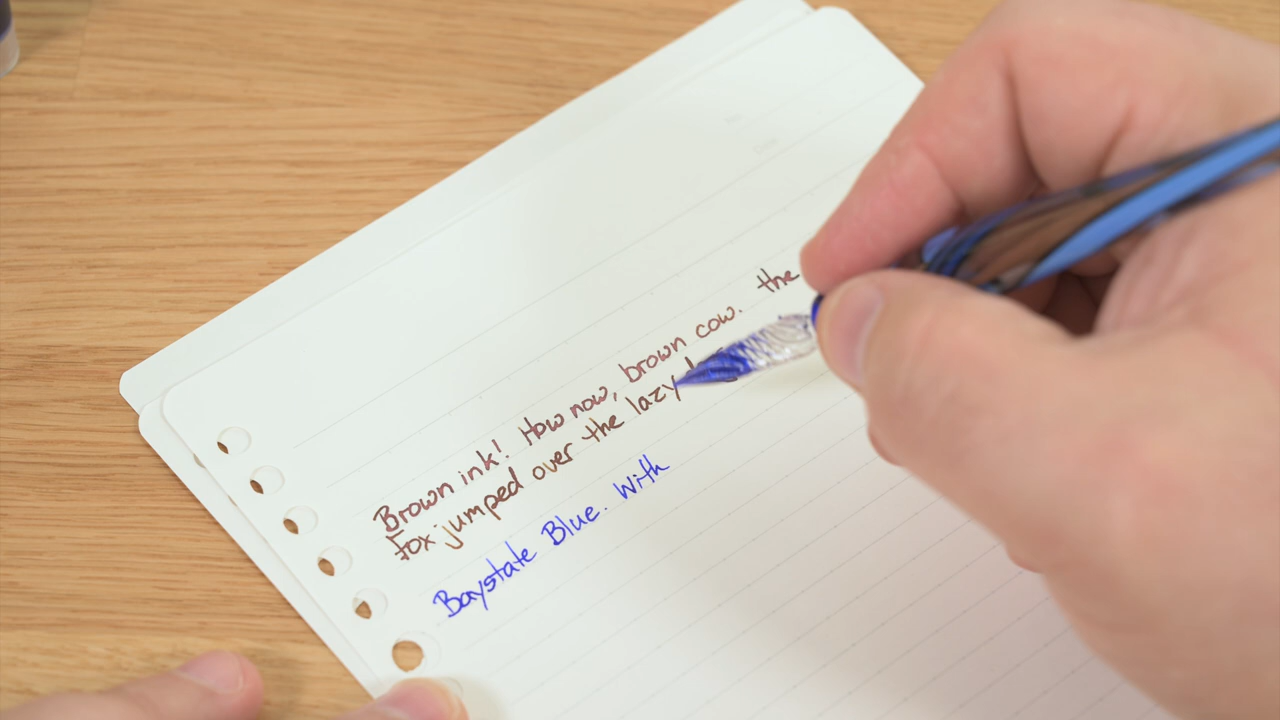 Brown ink! How now, brown cow. the
fox jumped over the lazy
Baystate Blue. With